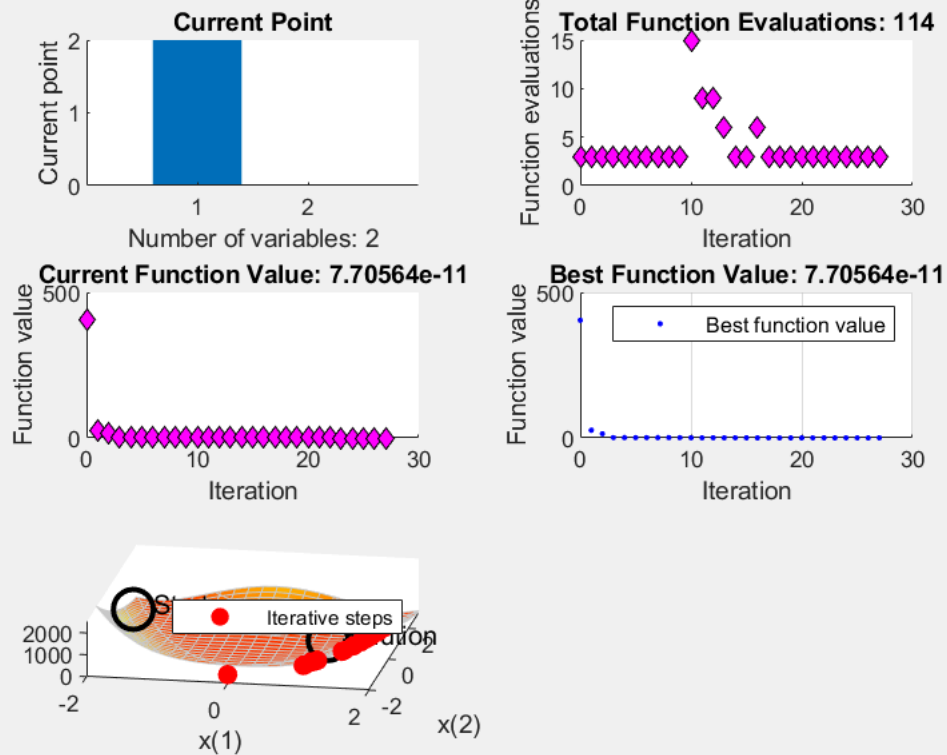 Current Point
Current point
2
1
0
1 2
Number of variables: 2
Total Function Evaluations: 114
Function evaluations
15
10
5
0
0 10 20 30
Iteration
Current Function Value: 7.70564e-11
Function value
500
0
0 10 20 30
Iteration
Best Function Value: 7.70564e-11
Function value
500
0
Best function value
0 10 20 30
Iteration
Iterative steps
2000
1000
0
-2 0 2
x(1)
-2 0 2
x(2)